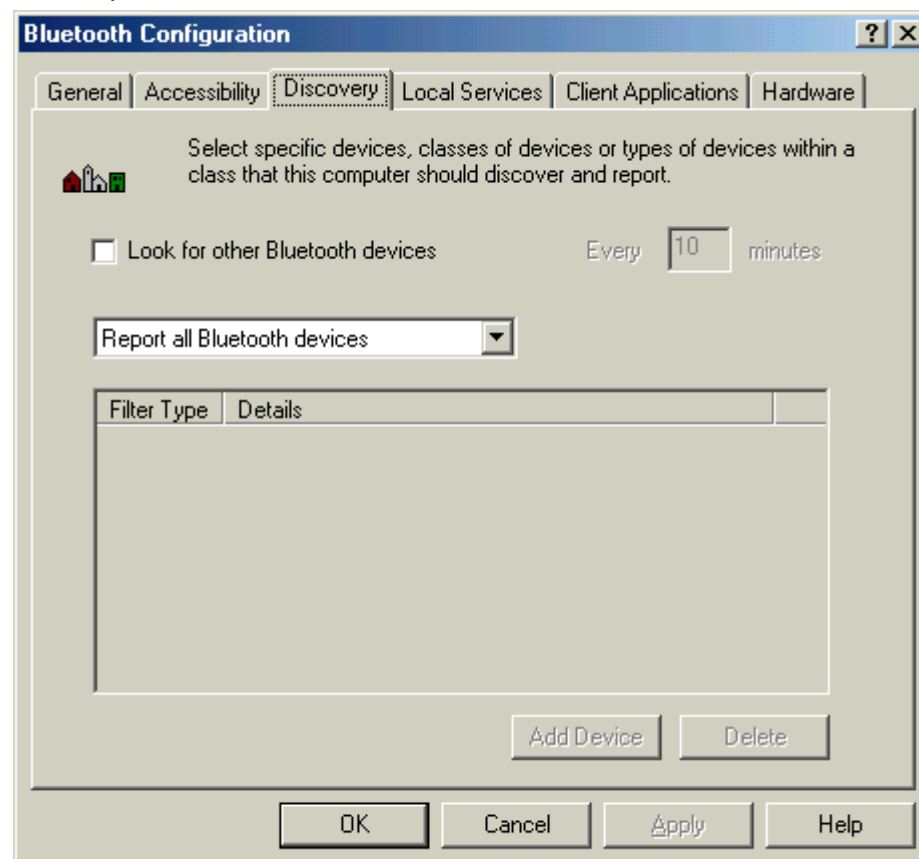 Bluetooth Configuration
General Accessibility Discovery Local Services Client Applications Hardware
Select specific devices, classes of devices or types of devices within a
class that this computer should discover and report.
Look for other Bluetooth devices Every 10 minutes
Report all Bluetooth devices
Filter Type Details
Add Device Delete
OK Cancel Apply Help